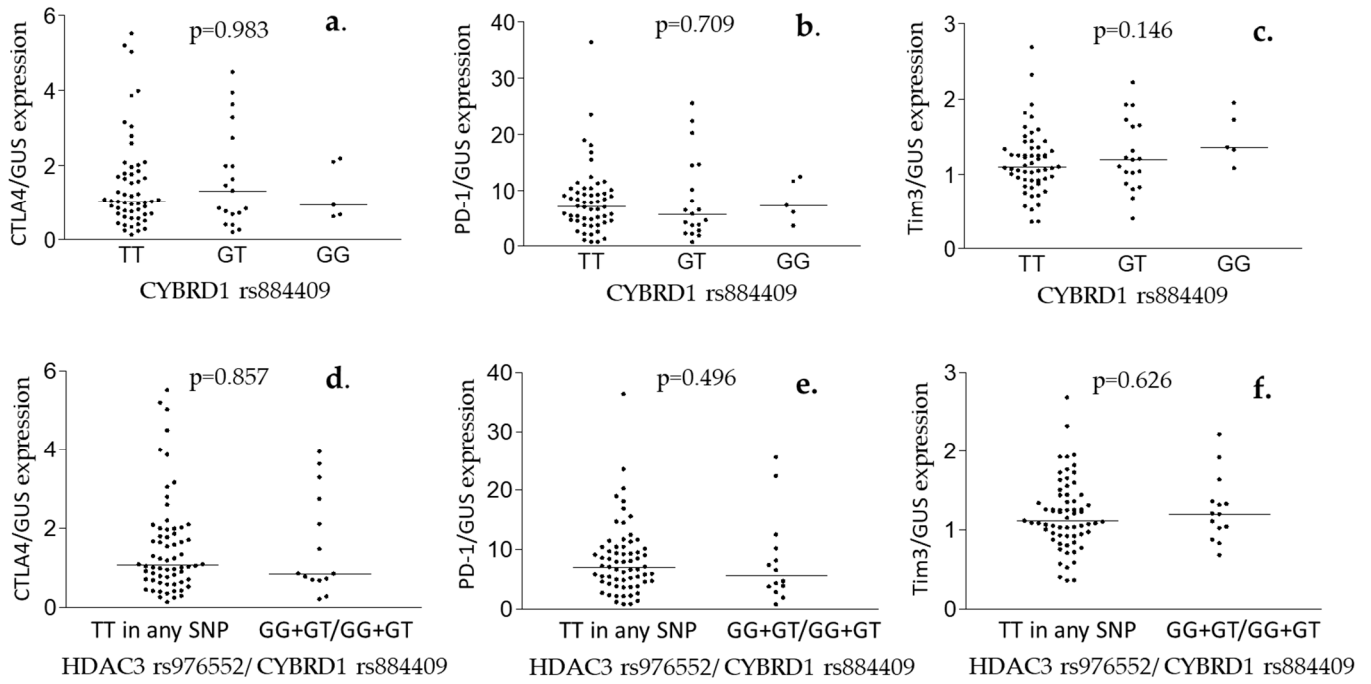 CTLA4/GUS expression
6
4
2
0
p=0.983
a.
TT GT GG
CYBRD1 rs884409
PD-1/GUS expression
40
30
20
10
0
p=0.709
b.
TT GT GG
CYBRD1 rs884409
Tim3/GUS expression
3
2
1
0
p=0.146
c.
TT GT GG
CYBRD1 rs884409
CTLA4/GUS expression
6
4
2
0
p=0.857
d.
TT in any SNP GG+GT/GG+GT
HDAC3 rs976552/ CYBRD1 rs884409
PD-1/GUS expression
40
30
20
10
0
p=0.496
e.
TT in any SNP GG+GT/GG+GT
HDAC3 rs976552/ CYBRD1 rs884409
Tim3/GUS expression
3
2
1
0
p=0.626
f.
TT in any SNP GG+GT/GG+GT
HDAC3 rs976552/ CYBRD1 rs884409